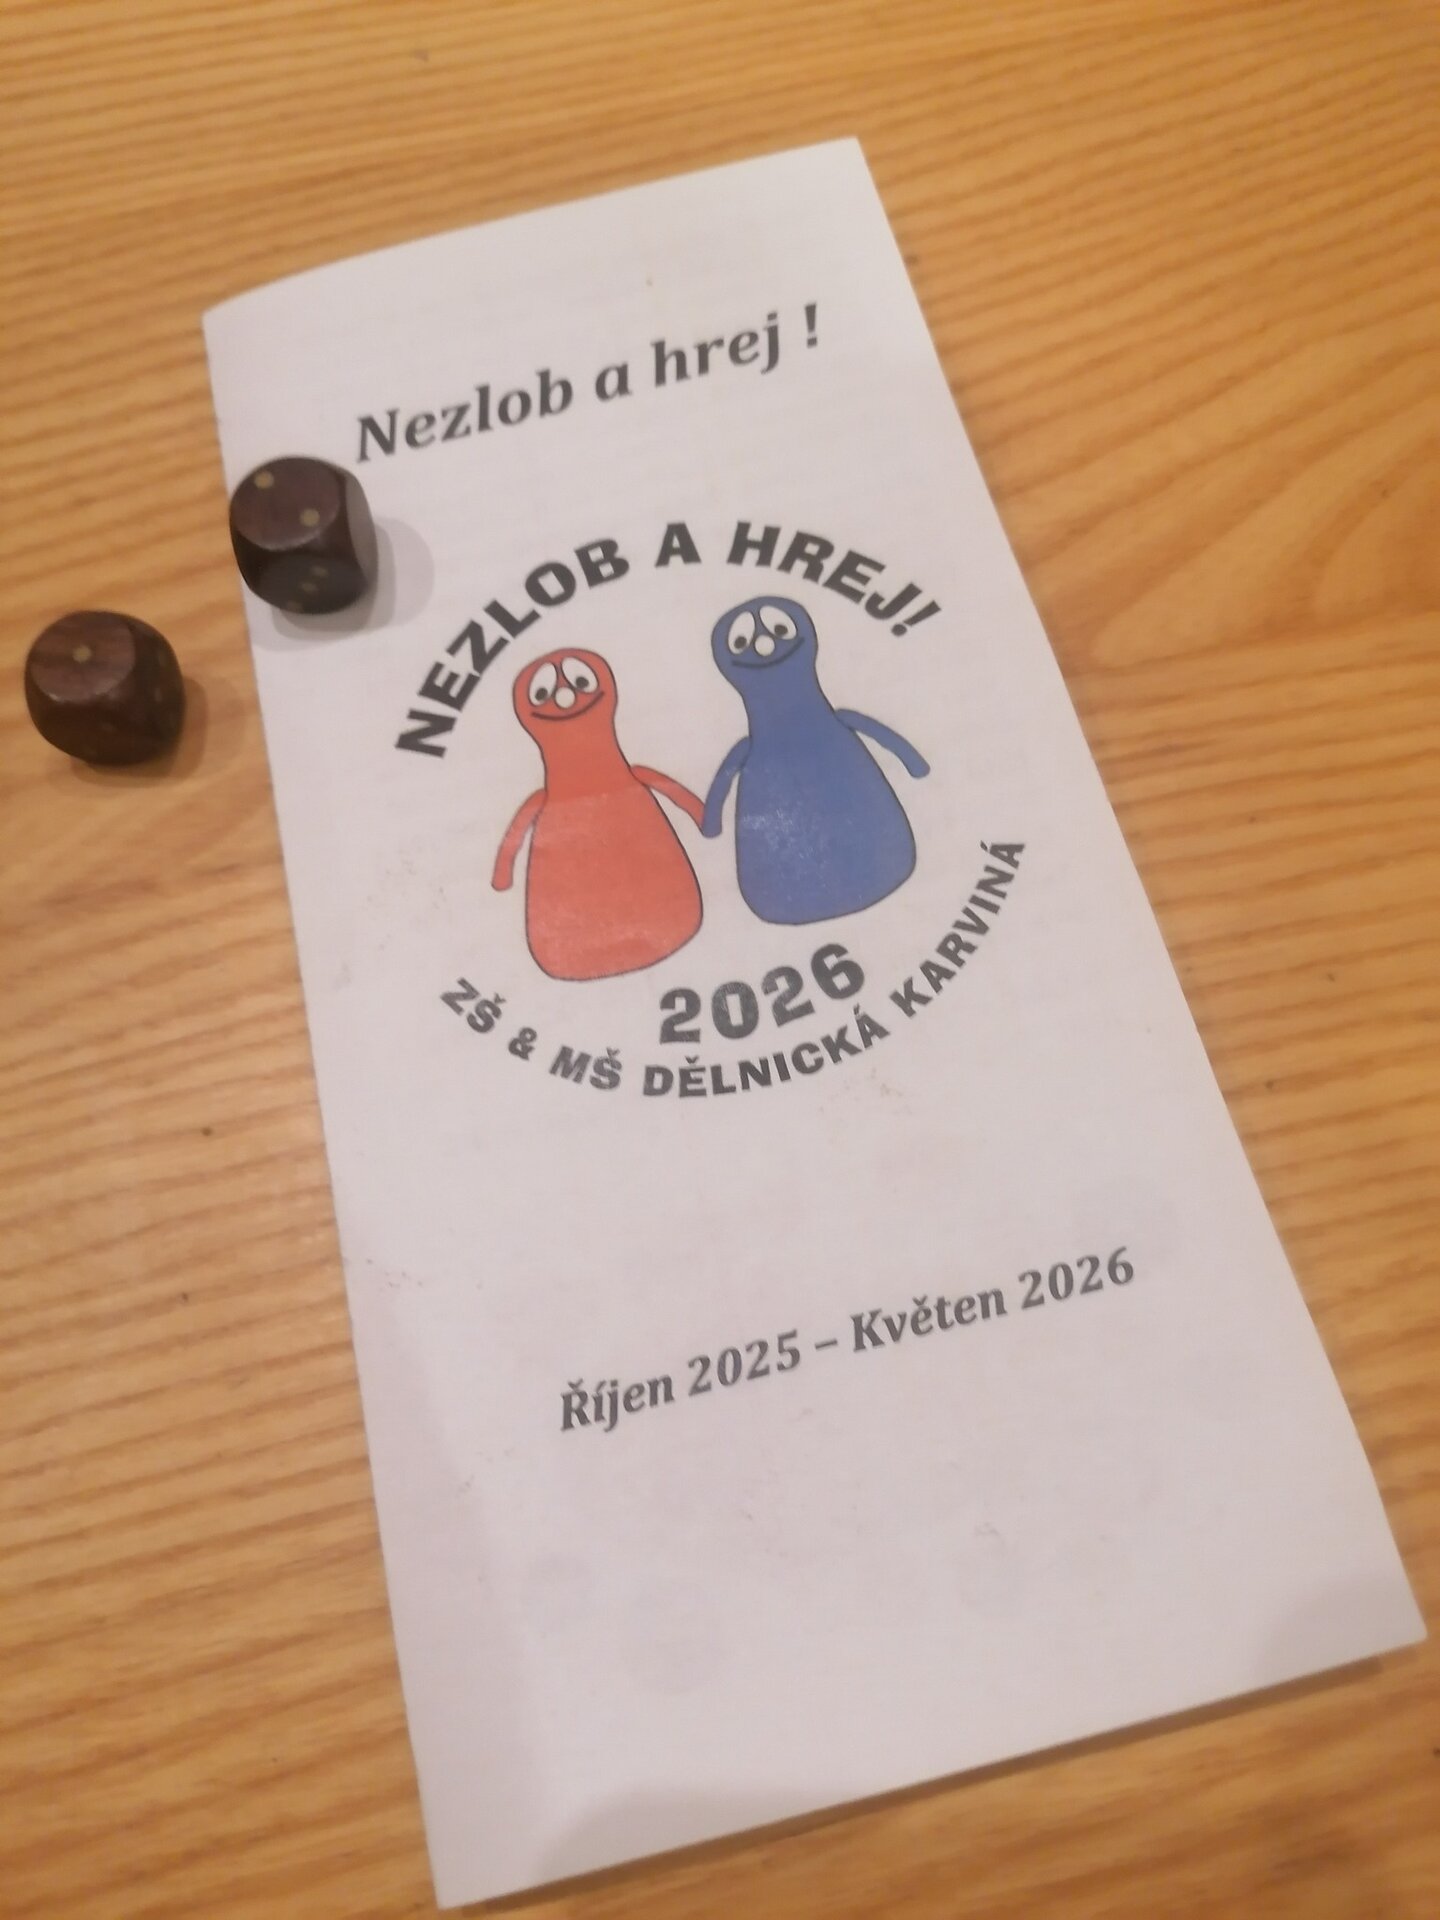 Nezlob a hrej !
NEZLOB A HREJ!
2026
ZŠ & MŠ DĚLNICKÁ KARVINÁ
Říjen 2025 – Květen 2026